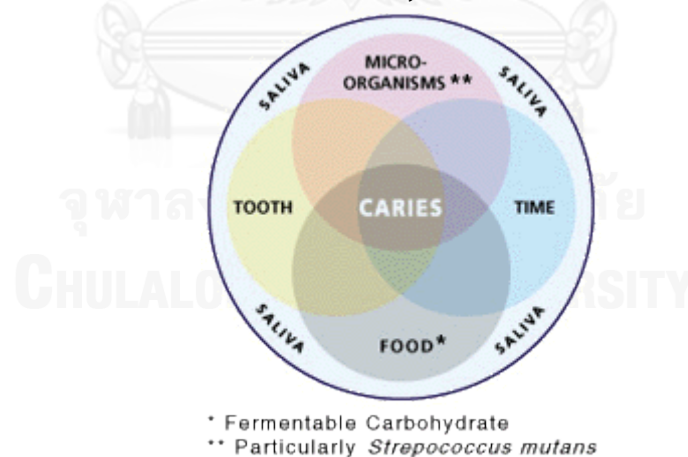 SALIVA
MICRO-
ORGANISMS **
SALIVA
TOOTH
CARIES
TIME
SALIVA
FOOD*
SALIVA
* Fermentable Carbohydrate
** Particularly Strepococcus mutans